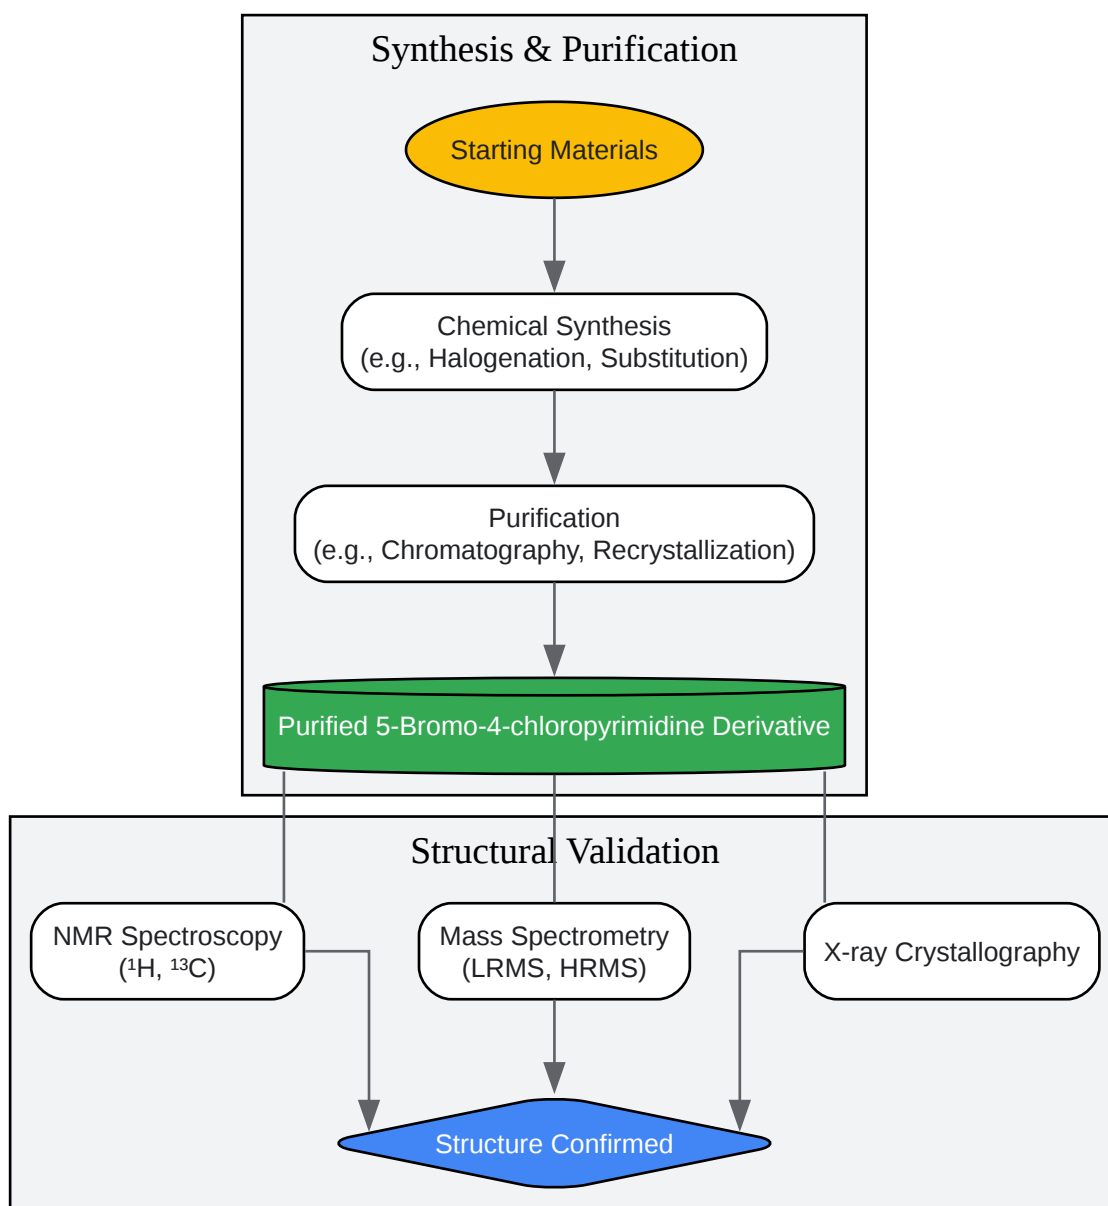 Synthesis & Purification
Starting Materials
Chemical Synthesis
(e.g., Halogenation, Substitution)
Purification
(e.g., Chromatography, Recrystallization)
Purified 5-Bromo-4-chloropyrimidine Derivative
Structural Validation
NMR Spectroscopy
(¹H, ¹³C)
Mass Spectrometry
(LRMS, HRMS)
X-ray Crystallography
Structure Confirmed